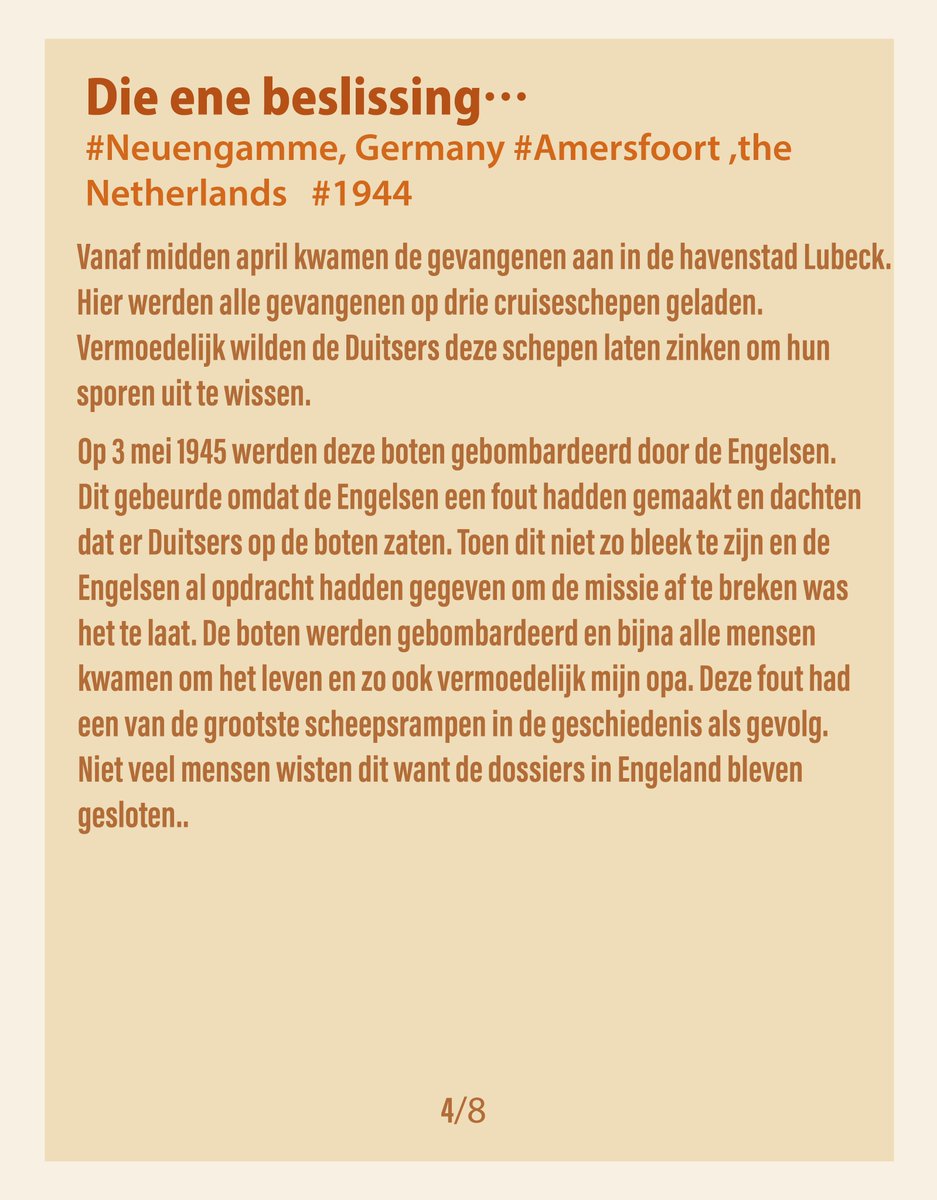 Die ene beslissing…
#Neuengamme, Germany #Amersfoort ,the
Netherlands #1944
Vanaf midden april kwamen de gevangenen aan in de havenstad Lubeck.
Hier werden alle gevangenen op drie cruiseschepen geladen.
Vermoedelijk wilden de Duitsers deze schepen laten zinken om hun
sporen uit te wissen.
Op 3 mei 1945 werden deze boten gebombardeerd door de Engelsen.
Dit gebeurde omdat de Engelsen een fout hadden gemaakt en dachten
dat er Duitsers op de boten zaten. Toen dit niet zo bleek te zijn en de
Engelsen al opdracht hadden gegeven om de missie af te breken was
het te laat. De boten werden gebombardeerd en bijna alle mensen
kwamen om het leven en zo ook vermoedelijk mijn opa. Deze fout had
een van de grootste scheepsrampen in de geschiedenis als gevolg.
Niet veel mensen wisten dit want de dossiers in Engeland bleven
gesloten..
4/8